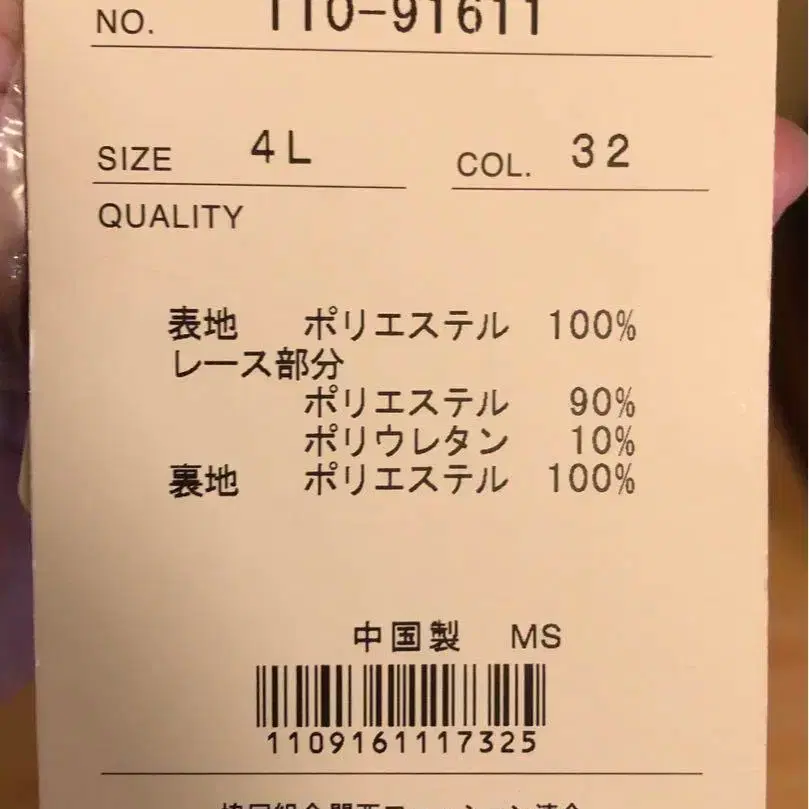 NO. 110-91611
SIZE 4L COL. 32
QUALITY
表地 ポリエステル 100%
レース部分
ポリエステル 90%
ポリウレタン 10%
裏地 ポリエステル 100%
中国製 MS
1109161117325